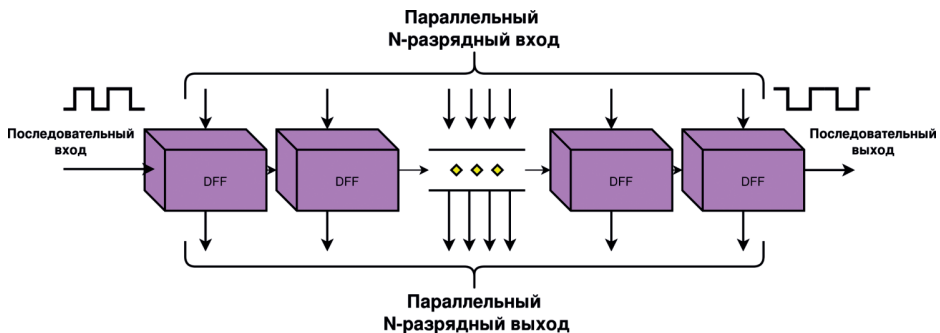 Параллельный
N-разрядный вход
Последовательный
вход
Последовательный
выход
DFF
DFF
DFF
DFF
Параллельный
N-разрядный выход